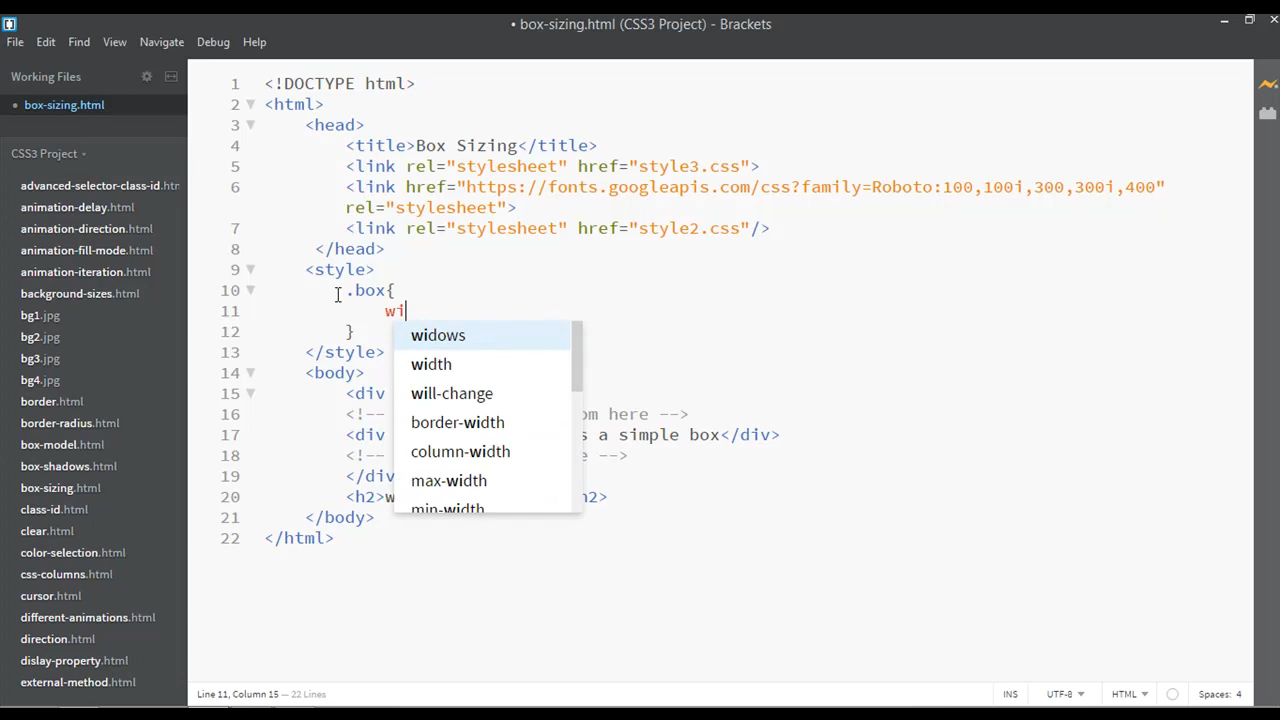 • box-sizing.html (CSS3 Project) - Brackets
File Edit Find View Navigate Debug Help
Working Files
• box-sizing.html
CSS3 Project
advanced-selector-class-id.htm
animation-delay.html
animation-direction.html
animation-fill-mode.html
animation-iteration.html
background-sizes.html
bg1.jpg
bg2.jpg
bg3.jpg
bg4.jpg
border.html
border-radius.html
box-model.html
box-shadows.html
box-sizing.html
class-id.html
clear.html
color-selection.html
css-columns.html
cursor.html
different-animations.html
direction.html
dislay-property.html
external-method.html
1 <!DOCTYPE html>
2 <html>
3 <head>
4 <title>Box Sizing</title>
5 <link rel="stylesheet" href="style3.css">
6 <link href="https://fonts.googleapis.com/css?family=Roboto:100,100i,300,300i,400"
rel="stylesheet">
7 <link rel="stylesheet" href="style2.css"/>
8 </head>
9 <style>
10 .box{
11 wi
12 }
13 </style>
14 <body>
15 <div
16 <!-- om here -->
17 <div s a simple box</div>
18 <!-- e -->
19 </div
20 <h2>w h2>
21 </body>
22 </html>
widows
width
will-change
border-width
column-width
max-width
min-width
Line 11, Column 15 — 22 Lines
INS UTF-8 HTML Spaces: 4